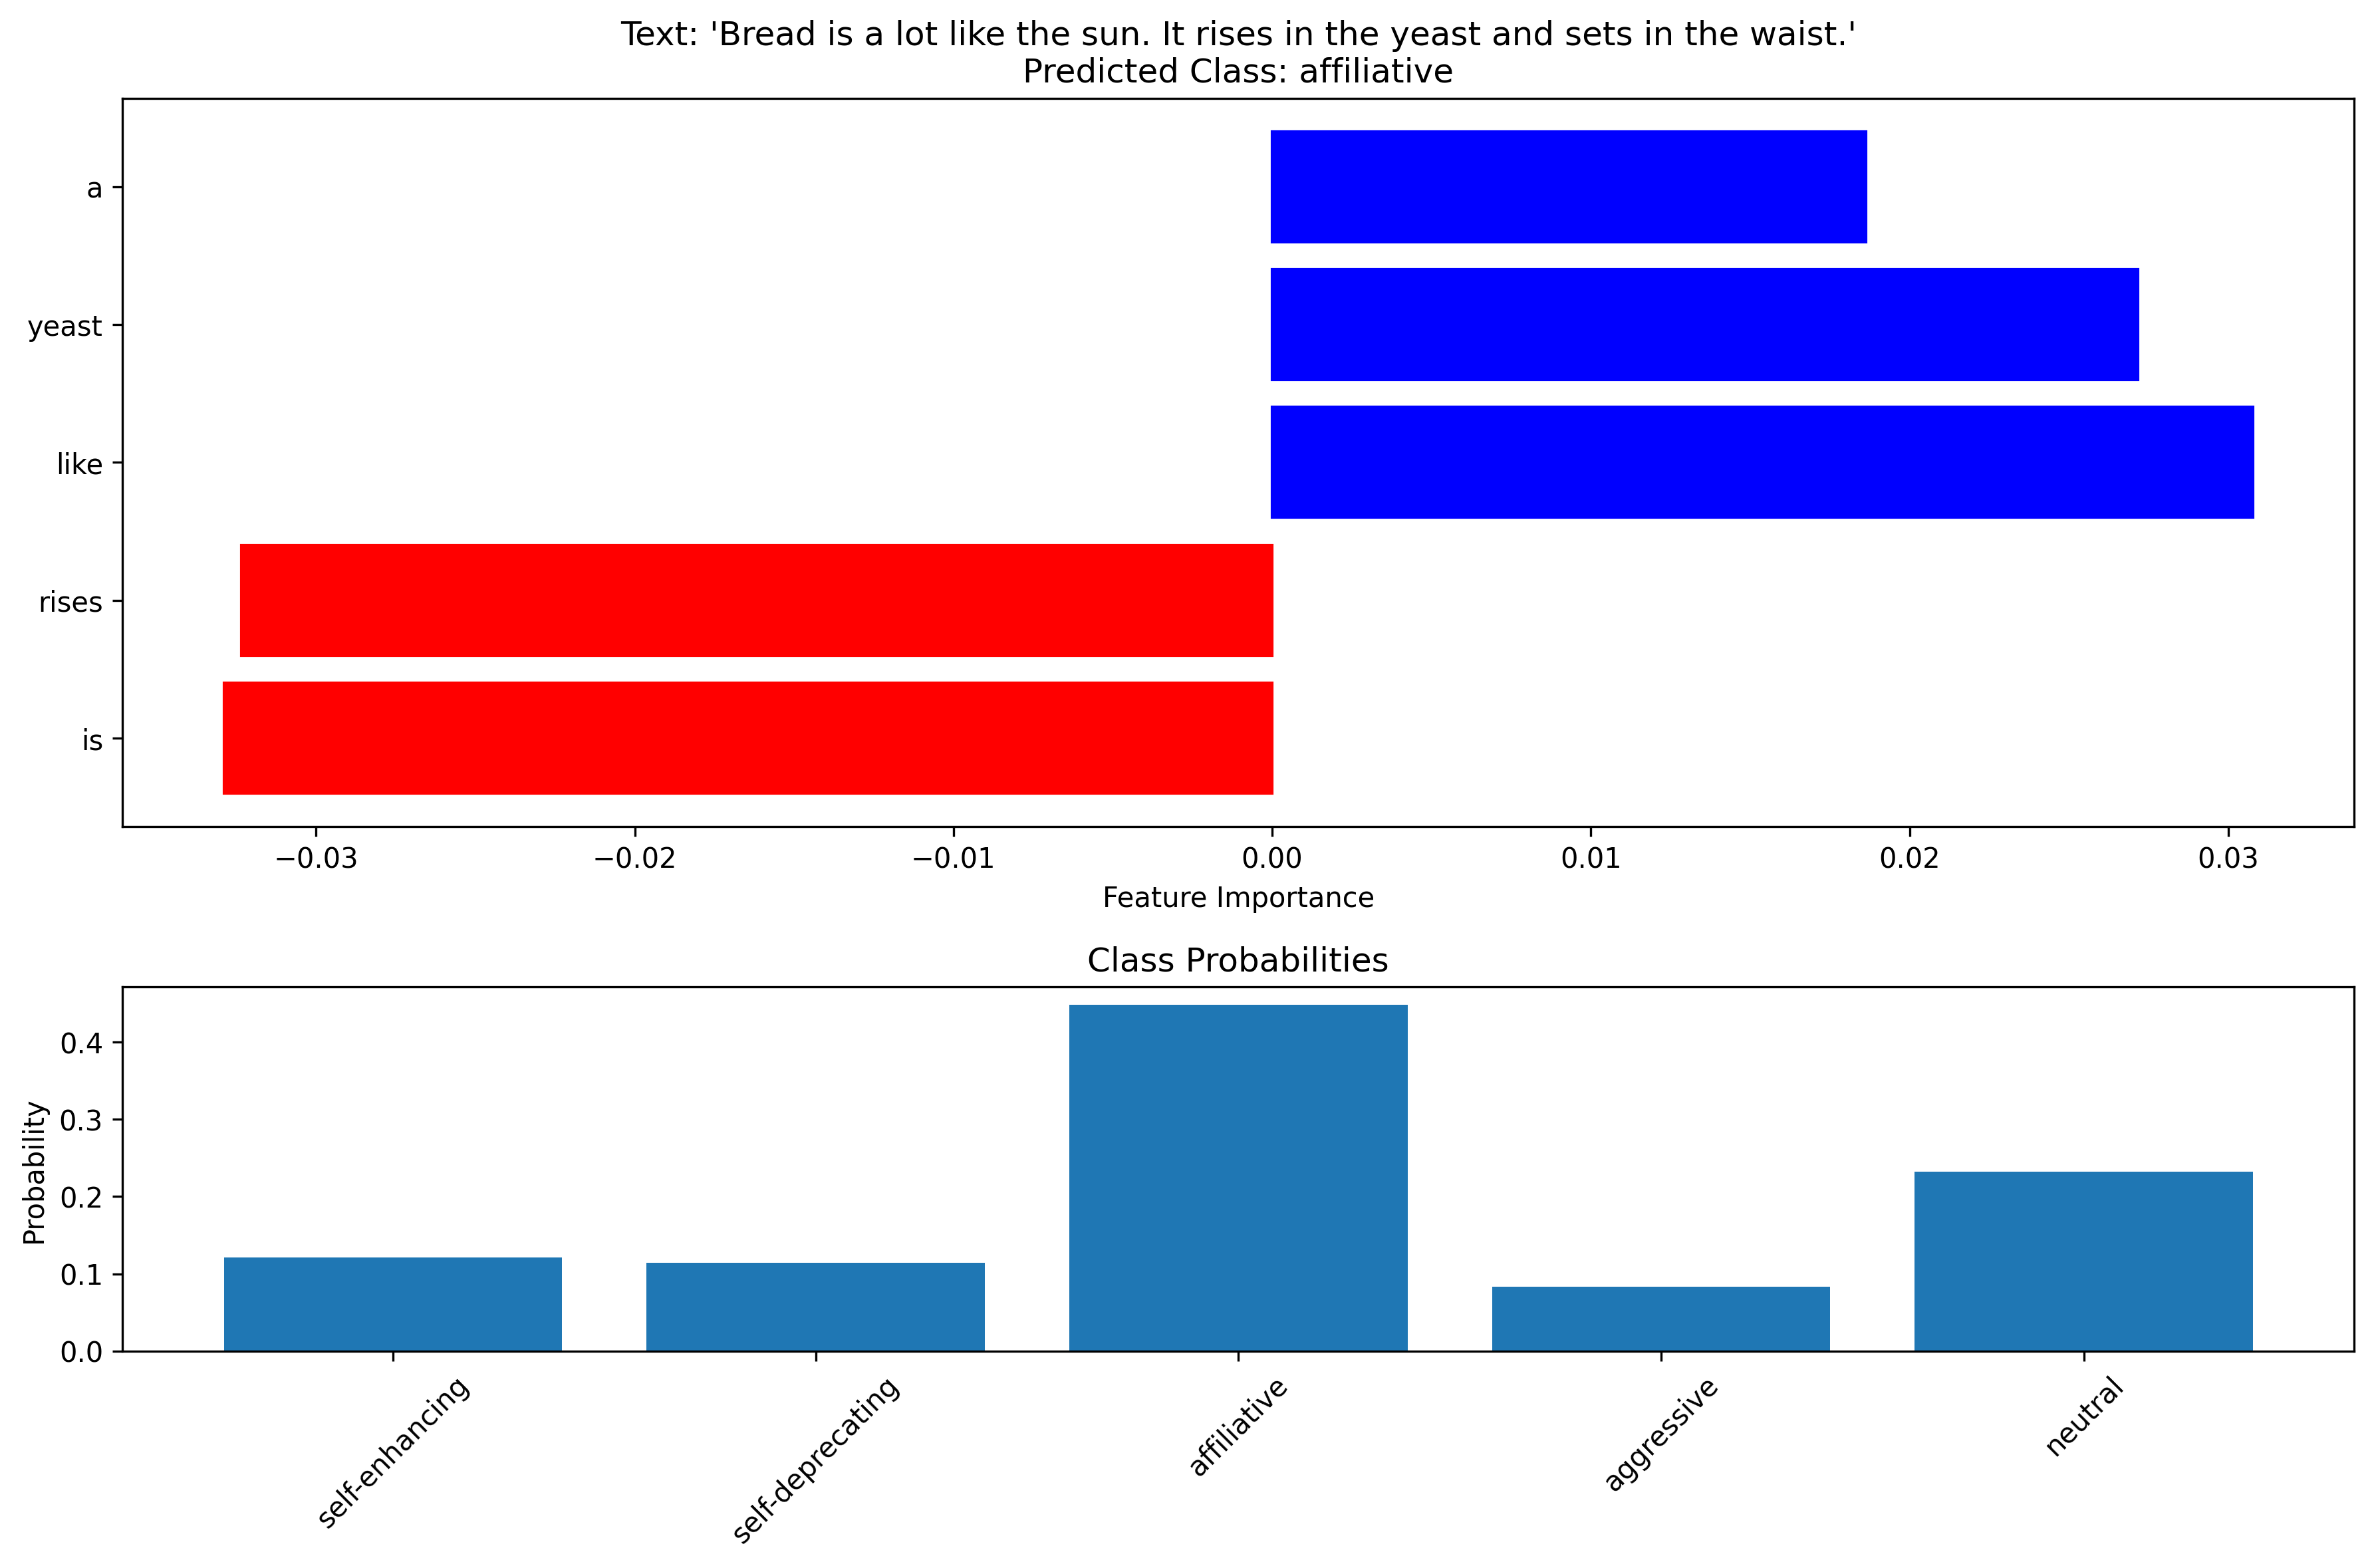 Text: 'Bread is a lot like the sun. It rises in the yeast and sets in the waist.'
Predicted Class: affiliative
a
yeast
like
rises
is
−0.03 −0.02 −0.01 0.00 0.01 0.02 0.03
Feature Importance
Class Probabilities
Probability
0.4
0.3
0.2
0.1
0.0
self-enhancing self-deprecating affiliative aggressive neutral